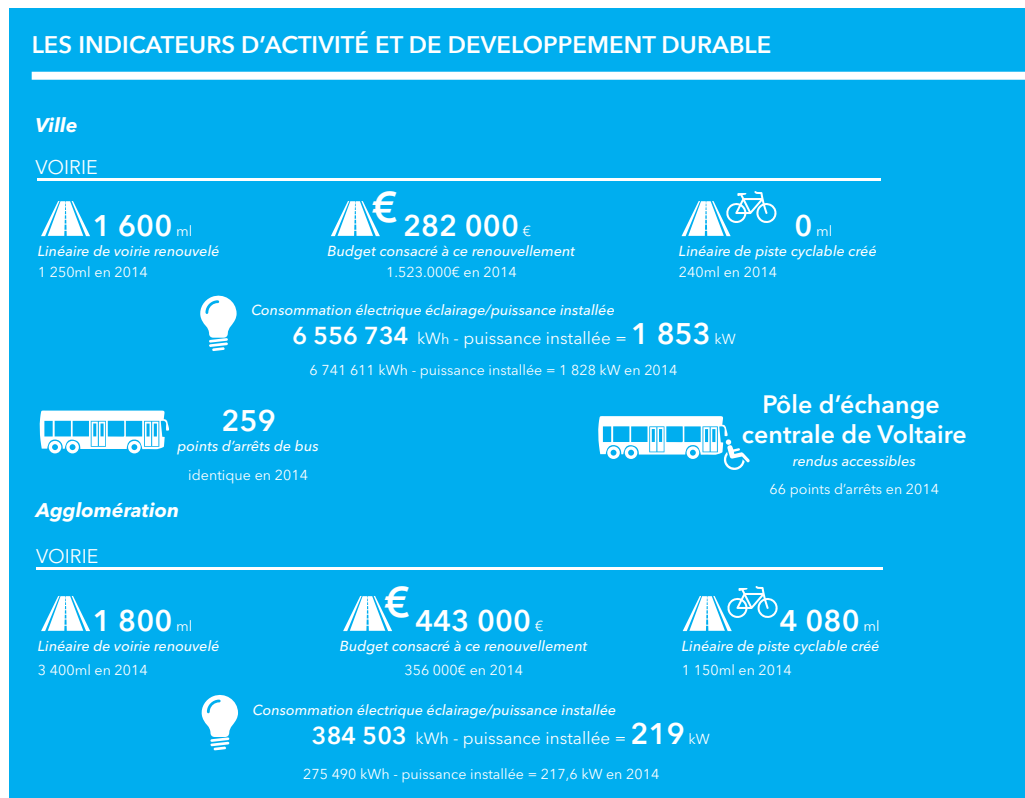 LES INDICATEURS D'ACTIVITÉ ET DE DEVELOPPEMENT DURABLE
Ville
VOIRIE
1 600 ml
Linéaire de voirie renouvelé
1 250ml en 2014
€ 282 000 €
Budget consacré à ce renouvellement
1.523.000€ en 2014
0 ml
Linéaire de piste cyclable créé
240ml en 2014
Consommation électrique éclairage/puissance installée
6 556 734 kWh - puissance installée = 1 853 kW
6 741 611 kWh - puissance installée = 1 828 kW en 2014
259
points d'arrêts de bus
identique en 2014
Pôle d'échange
centrale de Voltaire
rendus accessibles
66 points d'arrêts en 2014
Agglomération
VOIRIE
1 800 ml
Linéaire de voirie renouvelé
3 400ml en 2014
€ 443 000 €
Budget consacré à ce renouvellement
356 000€ en 2014
4 080 ml
Linéaire de piste cyclable créé
1 150ml en 2014
Consommation électrique éclairage/puissance installée
384 503 kWh - puissance installée = 219 kW
275 490 kWh - puissance installée = 217,6 kW en 2014